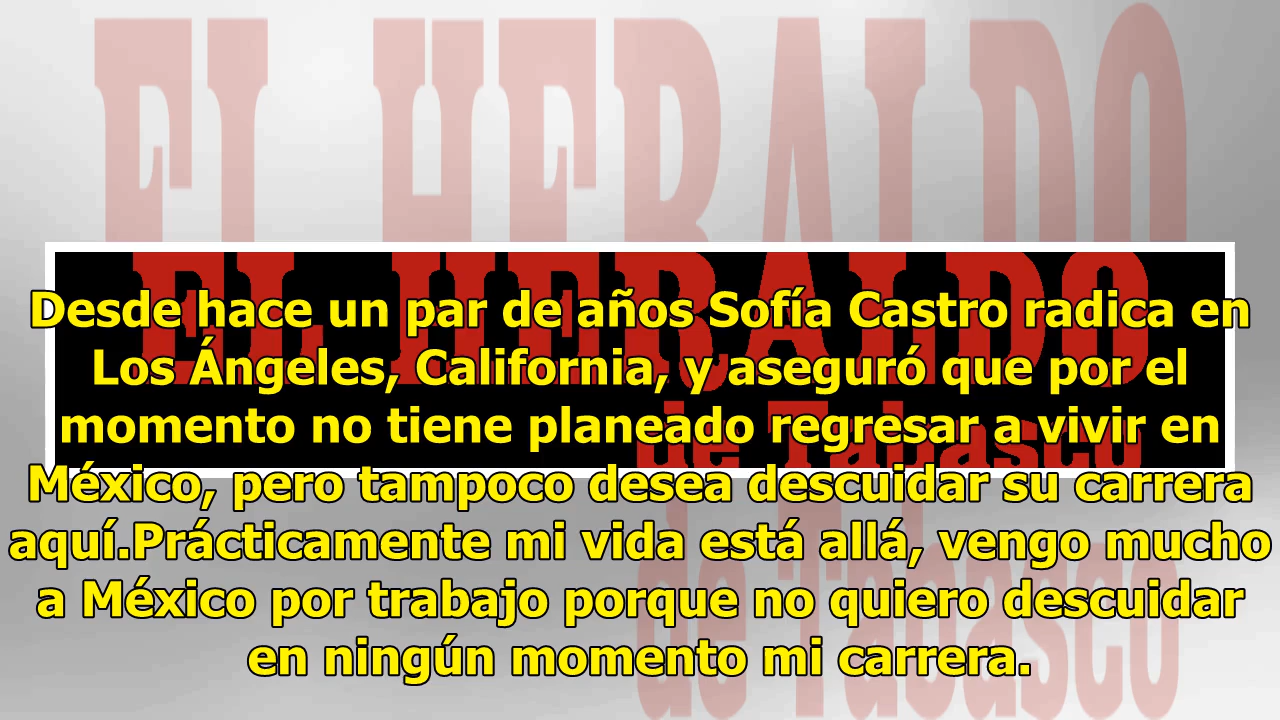 EL HERALDO
de Tabasco
EL HERALDO
de Tabasco
Desde hace un par de años Sofía Castro radica en
Los Ángeles, California, y aseguró que por el
momento no tiene planeado regresar a vivir en
México, pero tampoco desea descuidar su carrera
aquí.Prácticamente mi vida está allá, vengo mucho
a México por trabajo porque no quiero descuidar
en ningún momento mi carrera.